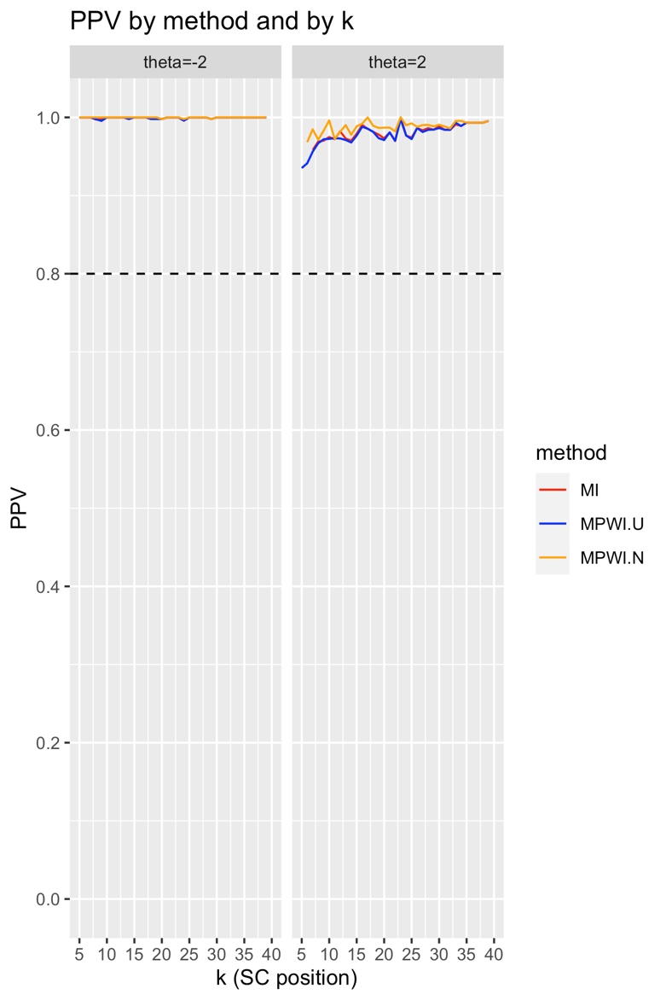 PPV by method and by k
theta=-2
theta=2
1.0
0.8
0.6
0.4
0.2
0.0
PPV
5 10 15 20 25 30 35 40
5 10 15 20 25 30 35 40
k (SC position)
method
MI
MPWI.U
MPWI.N